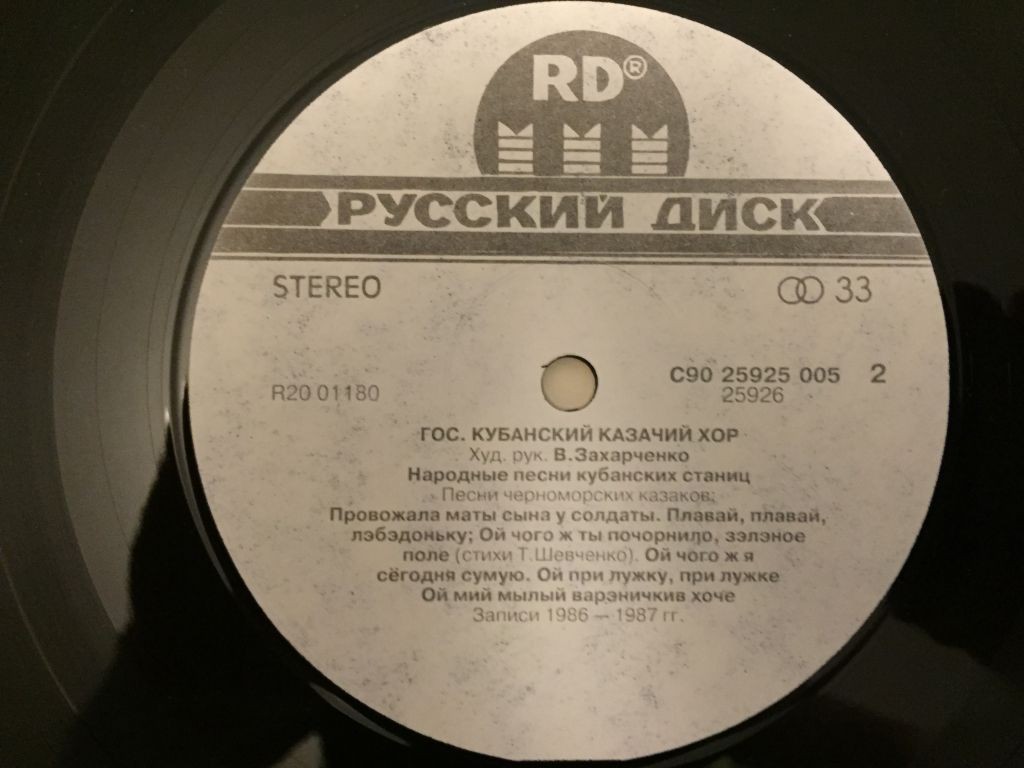 RD®
РУССКИЙ ДИСК
STEREO
33
R20 01180
С90 25925 005 2
25926
ГОС. КУБАНСКИЙ КАЗАЧИЙ ХОР
Худ. рук. В.Захарченко
Народные песни кубанских станиц
Песни черноморских казаков:
Провожала маты сына у солдаты. Плавай, плавай,
лэбэдоньку; Ой чого ж ты почорнило, зэлэное
поле (стихи Т.Шевченко). Ой чого ж я
сёгодня сумую. Ой при лужку, при лужке
Ой мий мылый варэничкив хоче
Записи 1986 — 1987 гг.